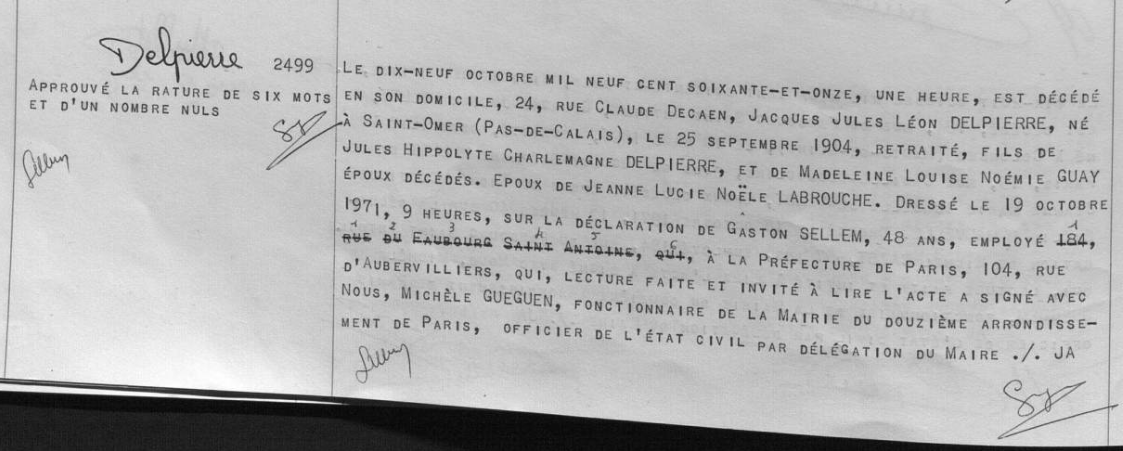 Delpierre 2499
APPROUVÉ LA RATURE DE SIX MOTS
ET D'UN NOMBRE NULS
LE DIX-NEUF OCTOBRE MIL NEUF CENT SOIXANTE-ET-ONZE, UNE HEURE, EST DÉCÉDÉ
EN SON DOMICILE, 24, RUE CLAUDE DECAEN, JACQUES JULES LÉON DELPIERRE, NÉ
À SAINT-OMER (PAS-DE-CALAIS), LE 25 SEPTEMBRE 1904, RETRAITÉ, FILS DE
JULES HIPPOLYTE CHARLEMAGNE DELPIERRE, ET DE MADELEINE LOUISE NOÉMIE GUAY
ÉPOUX DÉCÉDÉS. EPOUX DE JEANNE LUCIE NOËLE LABROUCHE. DRESSÉ LE 19 OCTOBRE
1971, 9 HEURES, SUR LA DÉCLARATION DE GASTON SELLEM, 48 ANS, EMPLOYÉ 184,
RUE DU FAUBOURG SAINT ANTOINE, QUI, À LA PRÉFECTURE DE PARIS, 104, RUE
D'AUBERVILLIERS, QUI, LECTURE FAITE ET INVITÉ À LIRE L'ACTE A SIGNÉ AVEC
NOUS, MICHÈLE GUEGUEN, FONCTIONNAIRE DE LA MAIRIE DU DOUZIÈME ARRONDISSE-
MENT DE PARIS, OFFICIER DE L'ÉTAT CIVIL PAR DÉLÉGATION DU MAIRE ./. JA